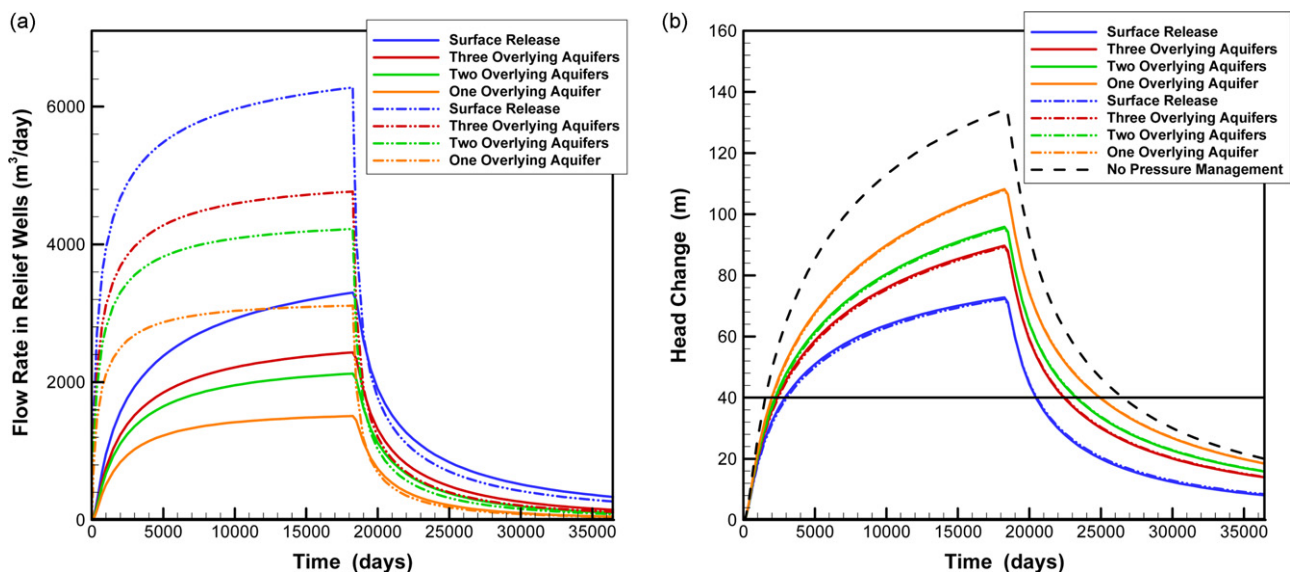 (a)
Surface Release
Three Overlying Aquifers
Two Overlying Aquifers
One Overlying Aquifer
Surface Release
Three Overlying Aquifers
Two Overlying Aquifers
One Overlying Aquifer
Flow Rate in Relief Wells (m³/day)
6000
4000
2000
0
0 5000 10000 15000 20000 25000 30000 35000
Time (days)
(b)
Surface Release
Three Overlying Aquifers
Two Overlying Aquifers
One Overlying Aquifer
Surface Release
Three Overlying Aquifers
Two Overlying Aquifers
One Overlying Aquifer
No Pressure Management
Head Change (m)
160
140
120
100
80
60
40
20
0
0 5000 10000 15000 20000 25000 30000 35000
Time (days)